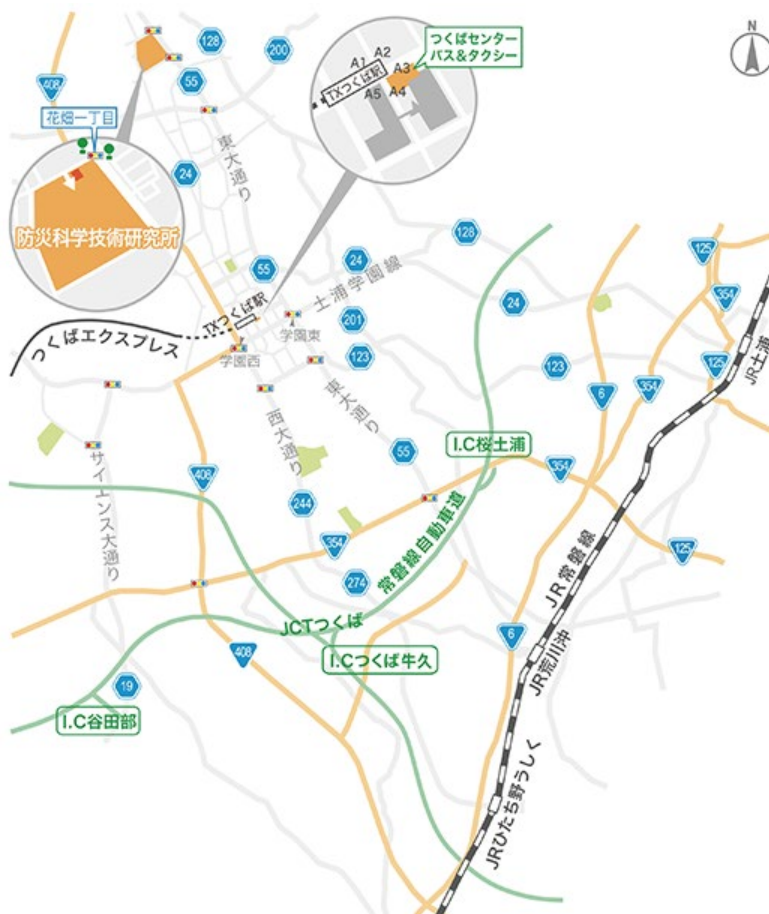 N
つくばセンター
バス&タクシー
A1
A2
A3
A4
A5
TXつくば駅
128
200
408
55
花畑一丁目
東大通り
24
防災科学技術研究所
55
24
128
土浦学園線
TXつくば駅
つくばエクスプレス
学園東
学園西
201
24
123
123
125
354
125
354
6
JR土浦
東大通り
西大通り
55
I.C桜土浦
サイエンス大通り
408
244
354
354
常磐線自動車道
125
274
JR常磐線
JCTつくば
I.Cつくば牛久
408
6
JR荒川沖
19
I.C谷田部
JRひたち野うしく